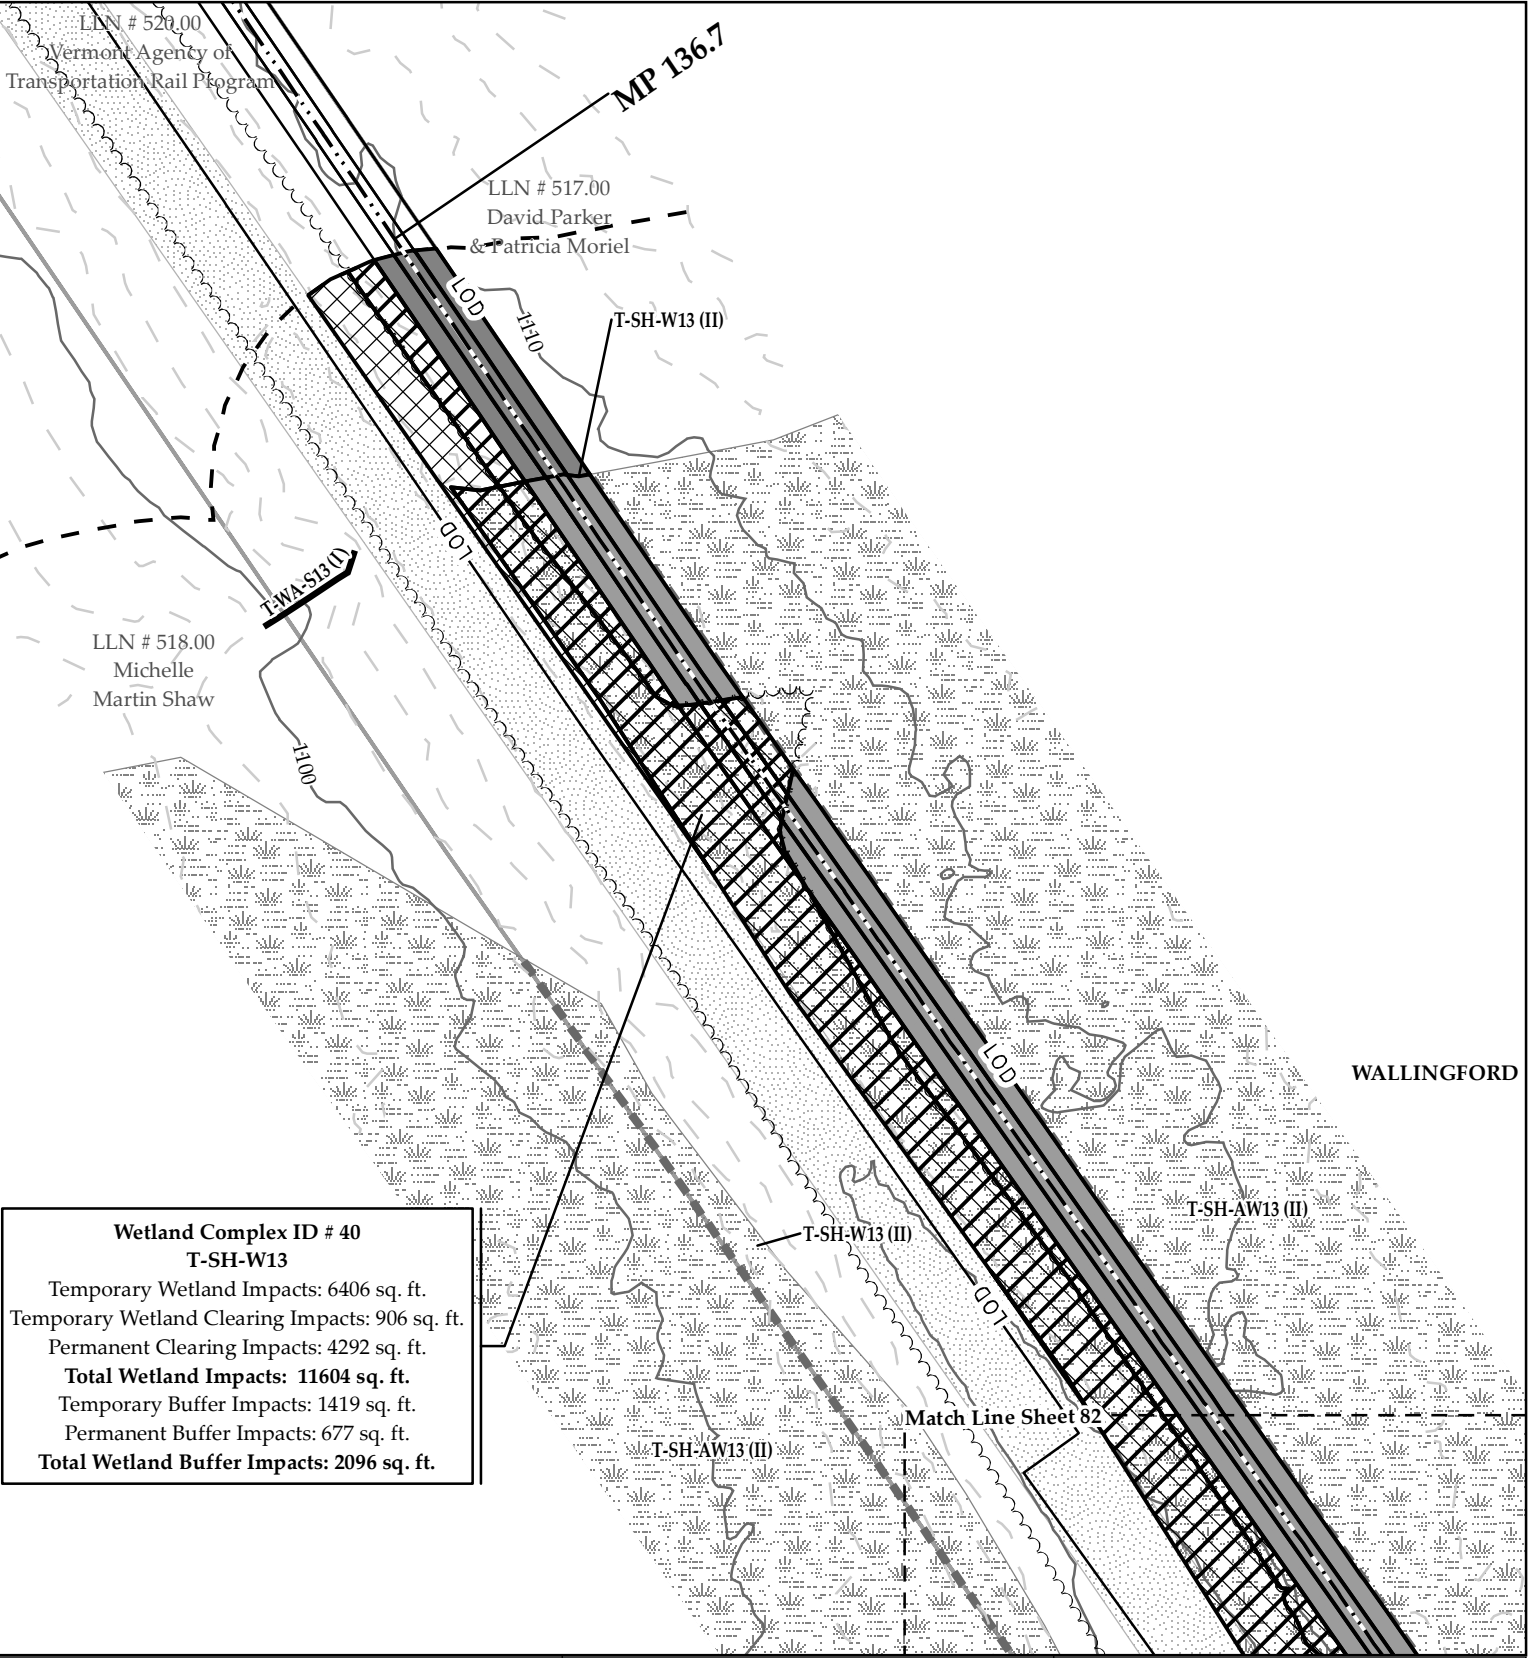 LLN # 520.00
Vermont Agency of
Transportation Rail Program
MP 136.7
LLN # 517.00
David Parker
& Patricia Moriel
LOD
1110
T-SH-W13 (II)
LOD
T-WA-S13 (I)
LLN # 518.00
Michelle
Martin Shaw
1100
LOD
WALLINGFORD
T-SH-AW13 (II)
T-SH-W13 (II)
Wetland Complex ID # 40
T-SH-W13
Temporary Wetland Impacts: 6406 sq. ft.
Temporary Wetland Clearing Impacts: 906 sq. ft.
Permanent Clearing Impacts: 4292 sq. ft.
Total Wetland Impacts: 11604 sq. ft.
Temporary Buffer Impacts: 1419 sq. ft.
Permanent Buffer Impacts: 677 sq. ft.
Total Wetland Buffer Impacts: 2096 sq. ft.
LOD
Match Line Sheet 82
T-SH-AW13 (II)